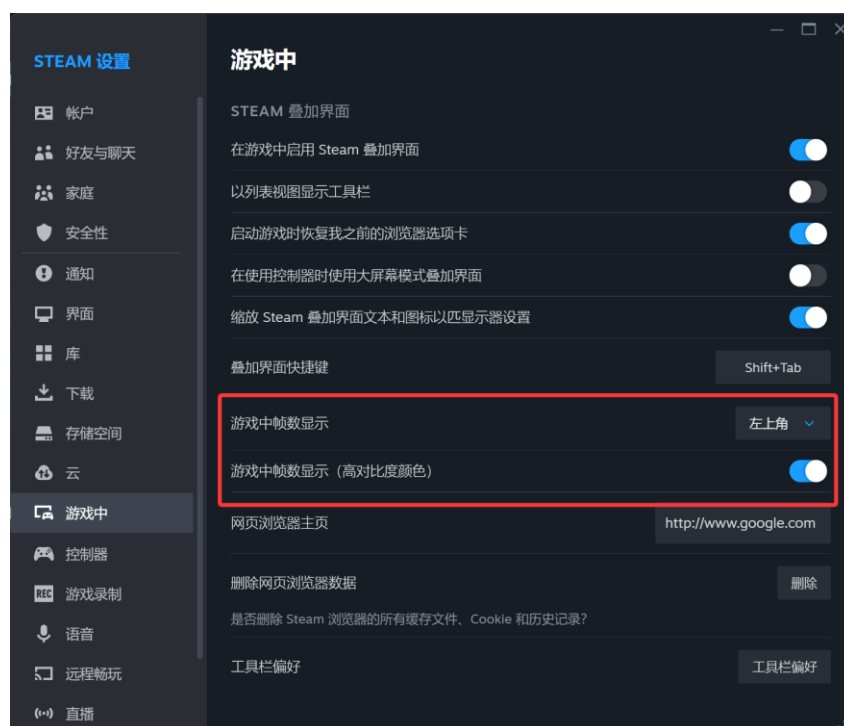 STEAM 设置
帐户
好友与聊天
家庭
安全性
通知
界面
库
下载
存储空间
云
游戏中
控制器
REC 游戏录制
语音
远程畅玩
直播
游戏中
STEAM 叠加界面
在游戏中启用 Steam 叠加界面
以列表视图显示工具栏
启动游戏时恢复我之前的浏览器选项卡
在使用控制器时使用大屏幕模式叠加界面
缩放 Steam 叠加界面文本和图标以匹显示器设置
叠加界面快捷键 Shift+Tab
游戏中帧数显示 左上角
游戏中帧数显示（高对比度颜色）
网页浏览器主页 http://www.google.com
删除网页浏览器数据 删除
是否删除 Steam 浏览器的所有缓存文件、Cookie 和历史记录?
工具栏偏好 工具栏偏好